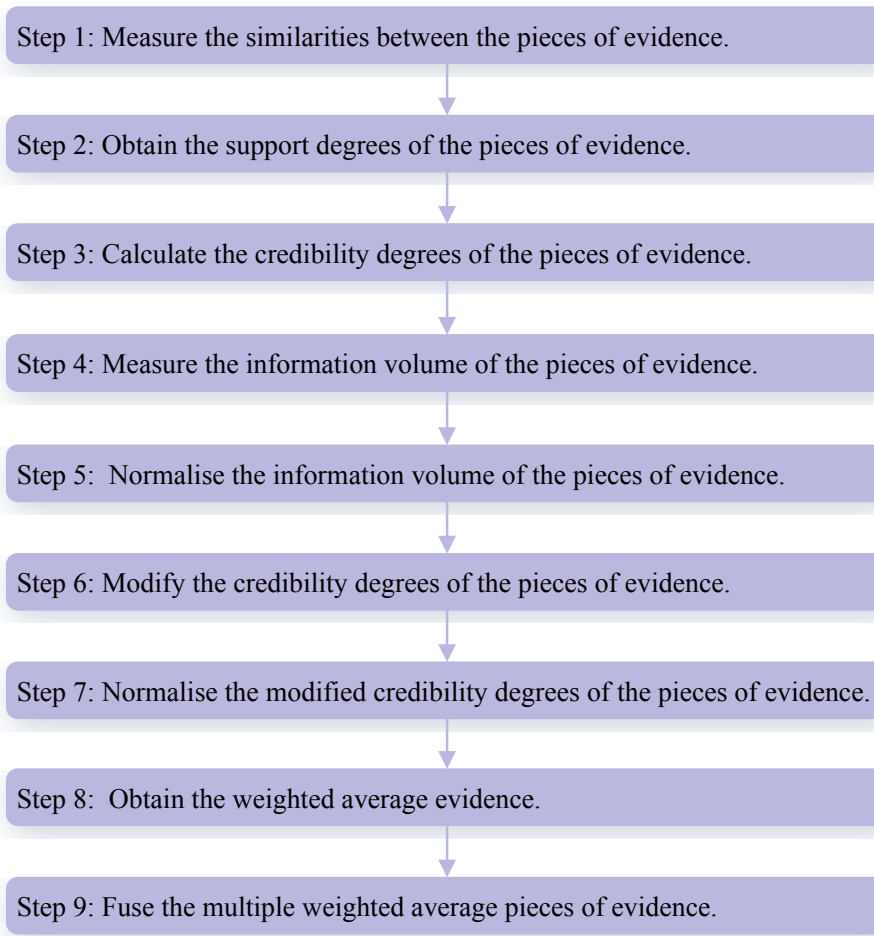 Step 1: Measure the similarities between the pieces of evidence.
Step 2: Obtain the support degrees of the pieces of evidence.
Step 3: Calculate the credibility degrees of the pieces of evidence.
Step 4: Measure the information volume of the pieces of evidence.
Step 5:  Normalise the information volume of the pieces of evidence.
Step 6: Modify the credibility degrees of the pieces of evidence.
Step 7: Normalise the modified credibility degrees of the pieces of evidence.
Step 8:  Obtain the weighted average evidence.
Step 9: Fuse the multiple weighted average pieces of evidence.